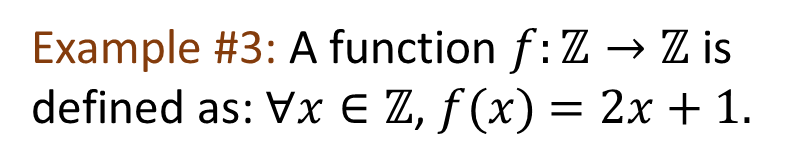 Example #3: A function 𝑓: ℤ → ℤ is
defined as: ∀𝑥 ∈ ℤ, 𝑓(𝑥) = 2𝑥 + 1.